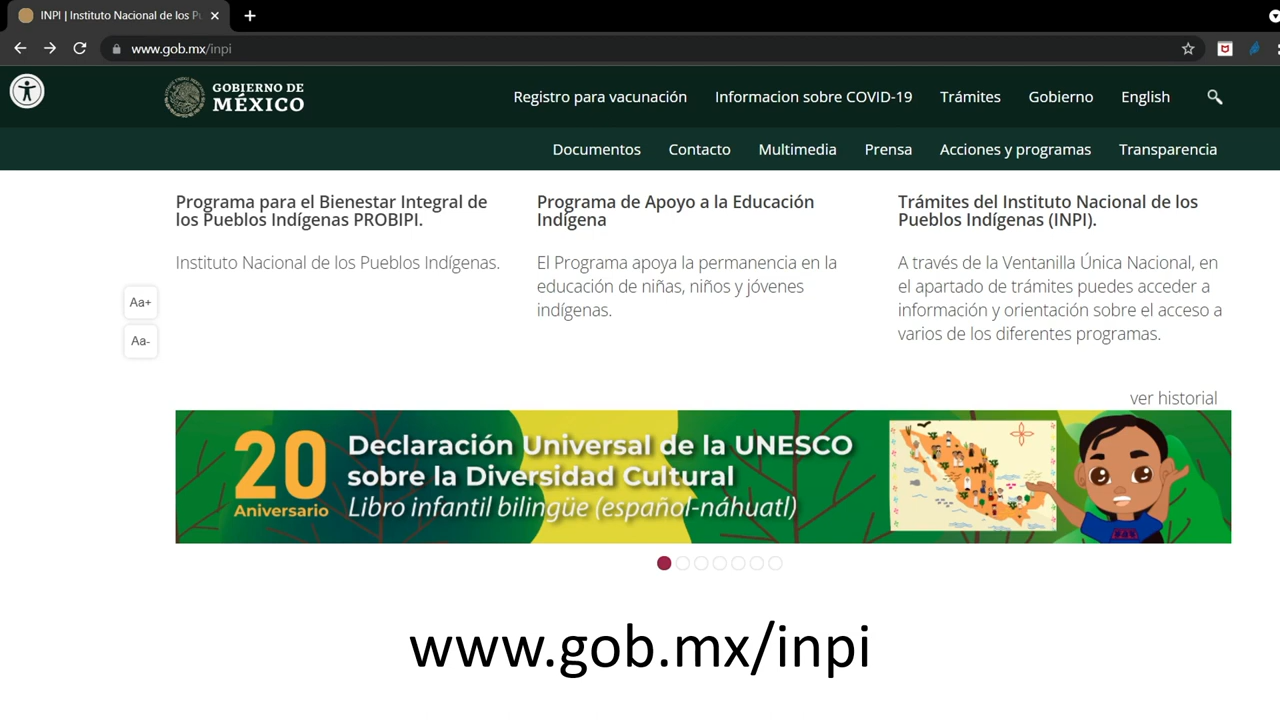 INPI | Instituto Nacional de los P
www.gob.mx/inpi
GOBIERNO DE
MÉXICO
Registro para vacunación
Informacion sobre COVID-19
Trámites
Gobierno
English
Documentos
Contacto
Multimedia
Prensa
Acciones y programas
Transparencia
Programa para el Bienestar Integral de
los Pueblos Indígenas PROBIPI.
Instituto Nacional de los Pueblos Indígenas.
Programa de Apoyo a la Educación
Indígena
El Programa apoya la permanencia en la
educación de niñas, niños y jóvenes
indígenas.
Trámites del Instituto Nacional de los
Pueblos Indígenas (INPI).
A través de la Ventanilla Única Nacional, en
el apartado de trámites puedes acceder a
información y orientación sobre el acceso a
varios de los diferentes programas.
Aa+
Aa-
ver historial
20
Aniversario
Declaración Universal de la UNESCO
sobre la Diversidad Cultural
Libro infantil bilingüe (español-náhuatl)
www.gob.mx/inpi